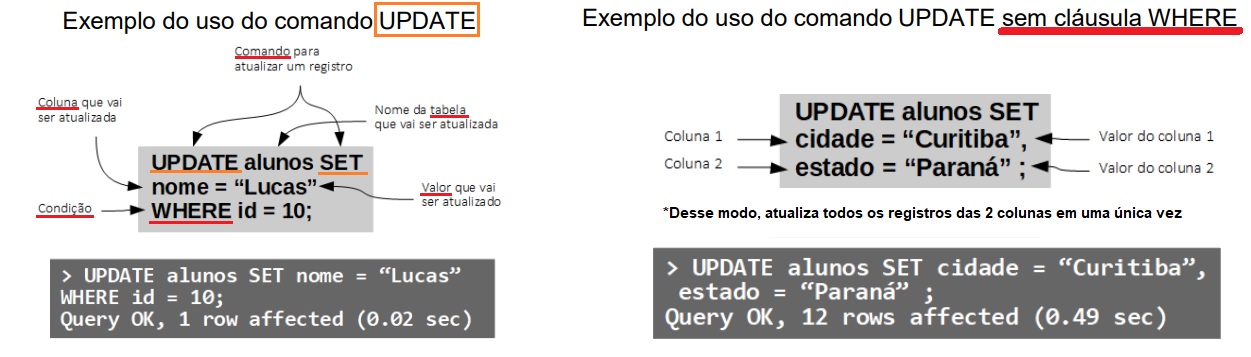 Exemplo do uso do comando UPDATE
Comando para
atualizar um registro
Coluna que vai
ser atualizada
Nome da tabela
que vai ser atualizada
UPDATE alunos SET
nome = “Lucas”
WHERE id = 10;
Valor que vai
ser atualizado
Condição
> UPDATE alunos SET nome = “Lucas”
WHERE id = 10;
Query OK, 1 row affected (0.02 sec)
Exemplo do uso do comando UPDATE sem cláusula WHERE
UPDATE alunos SET
Coluna 1 cidade = “Curitiba”, Valor do coluna 1
Coluna 2 estado = “Paraná” ; Valor do coluna 2
*Desse modo, atualiza todos os registros das 2 colunas em uma única vez
> UPDATE alunos SET cidade = “Curitiba”,
estado = “Paraná” ;
Query OK, 12 rows affected (0.49 sec)